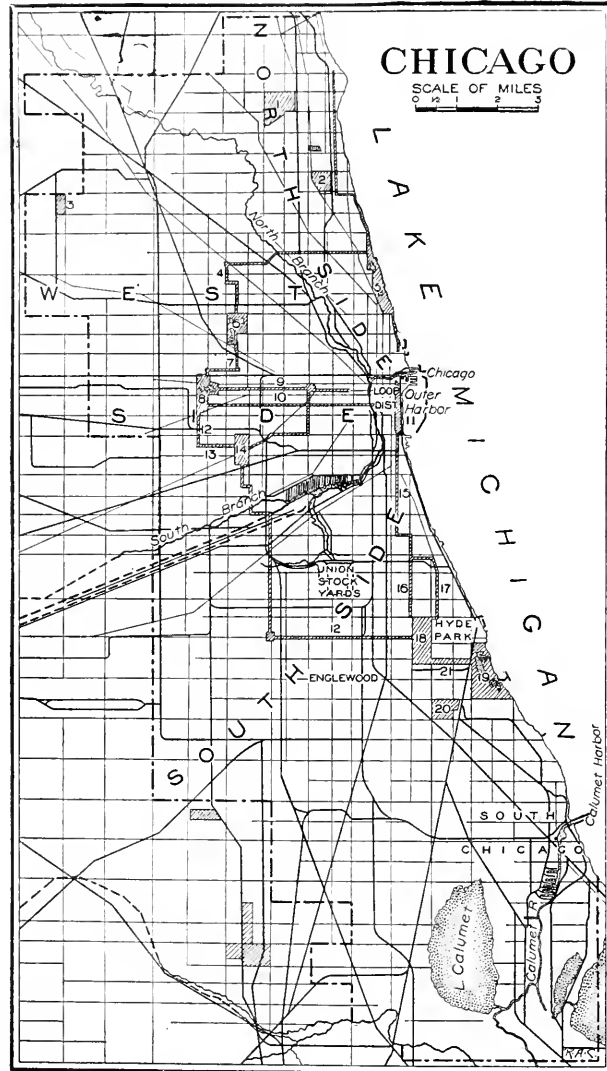 CHICAGO
SCALE OF MILES
0 ½ 1 2 3
NORTH SIDE
LAKE MICHIGAN
2
3
North Branch
4
WEST SIDE
5
6
7
Chicago
Outer Harbor
9
LOOP DIST.
8
10
11
12
13
14
15
South Branch
UNION STOCK YARDS
16
17
SOUTH SIDE
12
18
HYDE PARK
21
19
ENGLEWOOD
20
SOUTH CHICAGO
Calumet Harbor
L. Calumet
Calumet R.